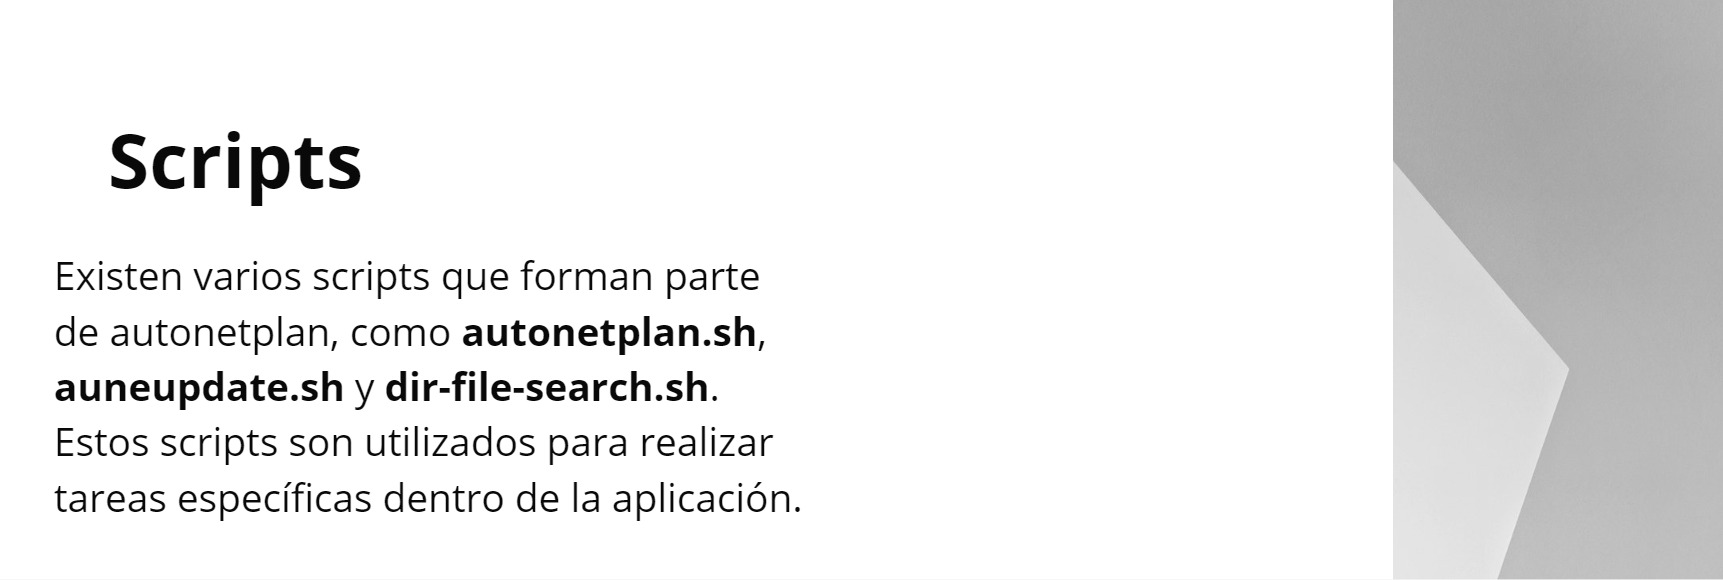 Scripts
Existen varios scripts que forman parte
de autonetplan, como autonetplan.sh,
auneupdate.sh y dir-file-search.sh.
Estos scripts son utilizados para realizar
tareas específicas dentro de la aplicación.